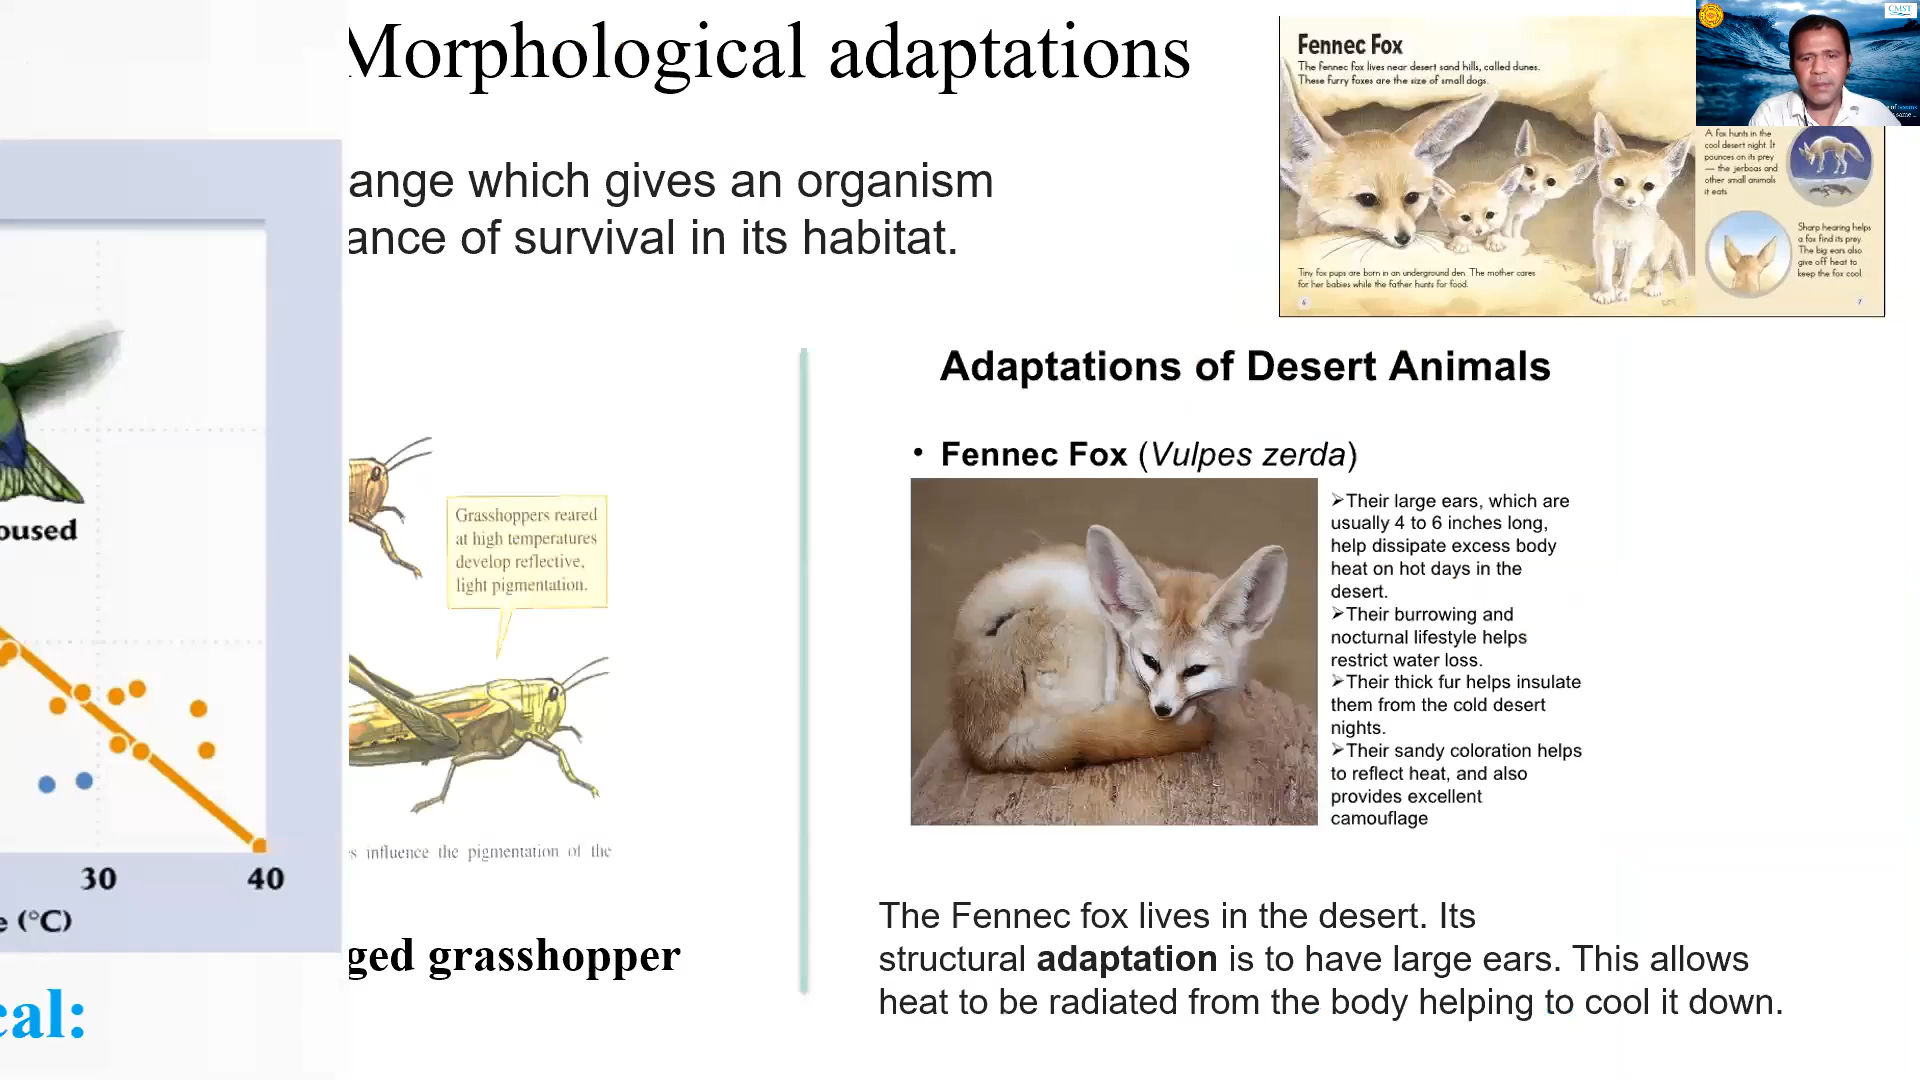 Morphological adaptations
ange which gives an organism
ance of survival in its habitat.
Fennec Fox
The fennec fox lives near desert sand hills, called dunes.
These furry foxes are the size of small dogs.
A fox hunts in the
cool desert night. It
pounces on its prey
— the jerboas and
other small animals
it eats.
Sharp hearing helps
a fox find its prey.
The big ears also
give off heat to
keep the fox cool.
Tiny fox pups are born in an underground den. The mother cares
for her babies while the father hunts for food.
6
7
CMST
Adaptations of Desert Animals
• Fennec Fox (Vulpes zerda)
➢Their large ears, which are
usually 4 to 6 inches long,
help dissipate excess body
heat on hot days in the
desert.
➢Their burrowing and
nocturnal lifestyle helps
restrict water loss.
➢Their thick fur helps insulate
them from the cold desert
nights.
➢Their sandy coloration helps
to reflect heat, and also
provides excellent
camouflage
The Fennec fox lives in the desert. Its
structural adaptation is to have large ears. This allows
heat to be radiated from the body helping to cool it down.
Grasshoppers reared
at high temperatures
develop reflective,
light pigmentation.
s influence the pigmentation of the
ged grasshopper
oused
30 40
e (°C)
cal: